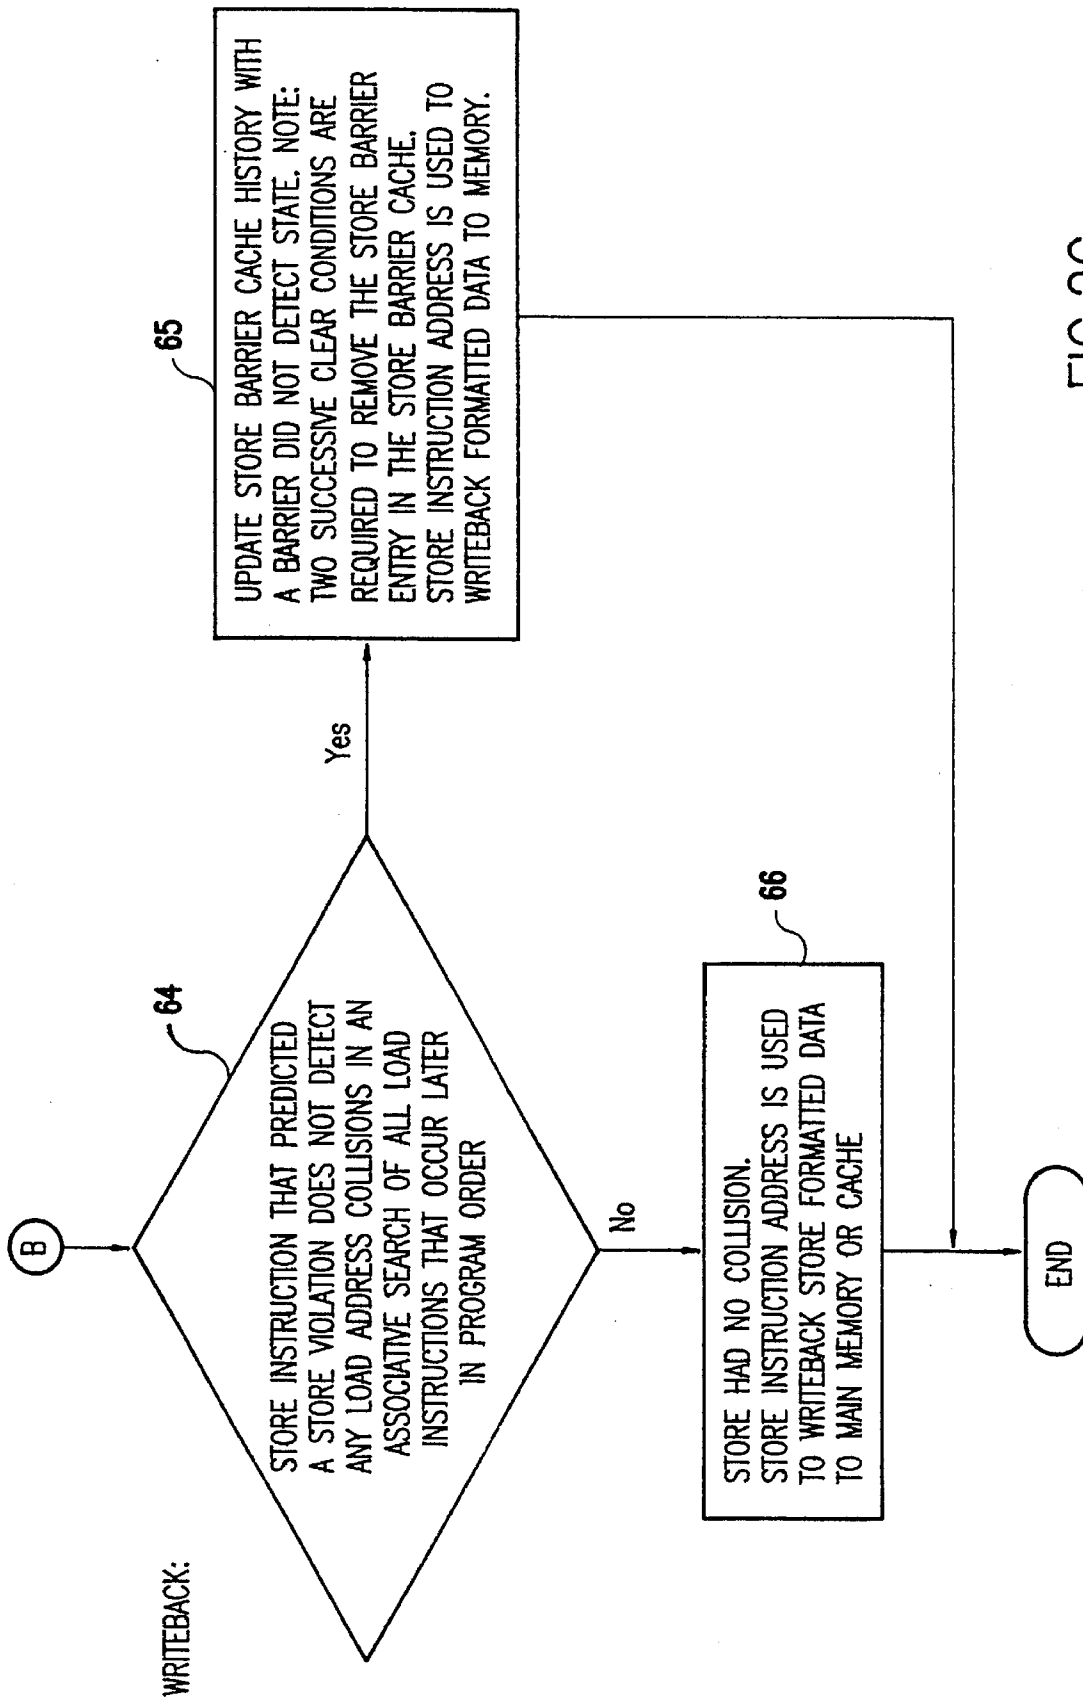 B
WRITEBACK:
64
STORE INSTRUCTION THAT PREDICTED
A STORE VIOLATION DOES NOT DETECT
ANY LOAD ADDRESS COLLISIONS IN AN
ASSOCIATIVE SEARCH OF ALL LOAD
INSTRUCTIONS THAT OCCUR LATER
IN PROGRAM ORDER
Yes
65
UPDATE STORE BARRIER CACHE HISTORY WITH
A BARRIER DID NOT DETECT STATE. NOTE:
TWO SUCCESSIVE CLEAR CONDITIONS ARE
REQUIRED TO REMOVE THE STORE BARRIER
ENTRY IN THE STORE BARRIER CACHE.
STORE INSTRUCTION ADDRESS IS USED TO
WRITEBACK FORMATTED DATA TO MEMORY.
No
66
STORE HAD NO COLLISION.
STORE INSTRUCTION ADDRESS IS USED
TO WRITEBACK STORE FORMATTED DATA
TO MAIN MEMORY OR CACHE
END